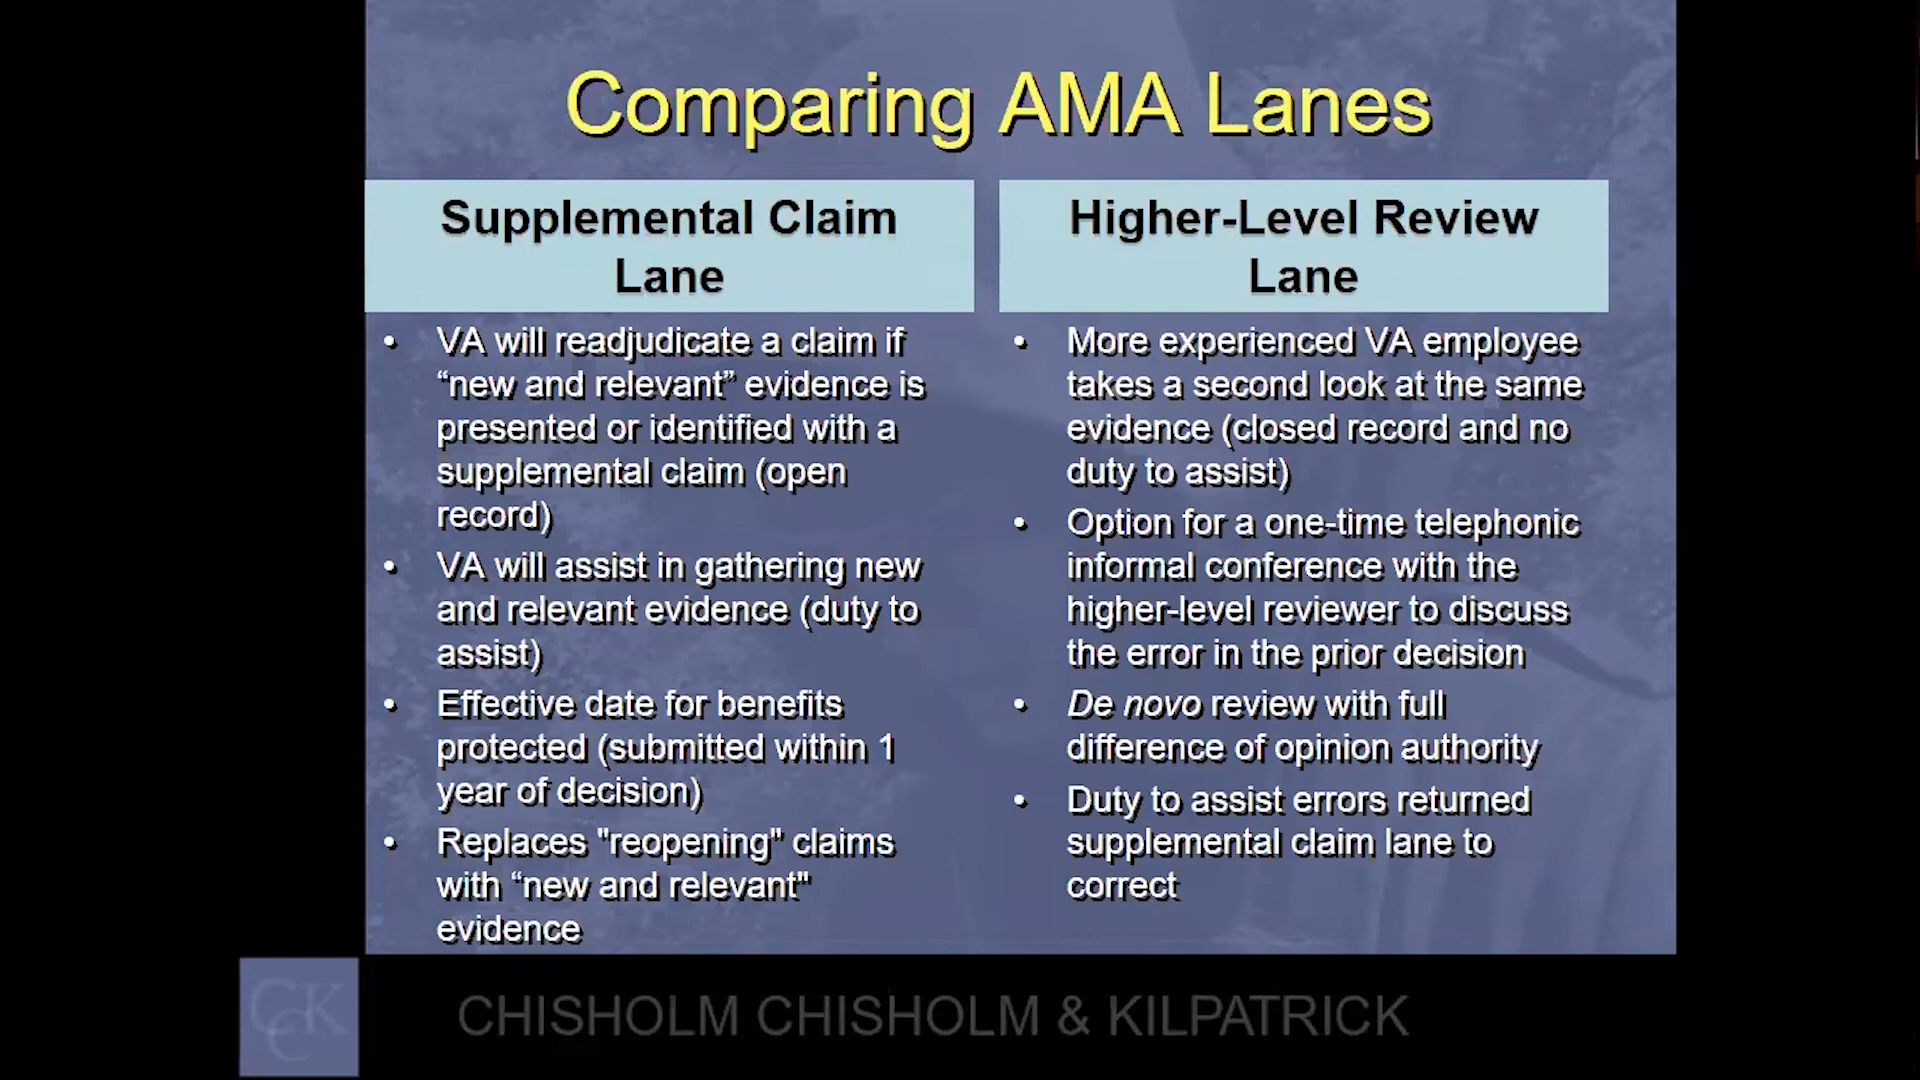 Comparing AMA Lanes
Supplemental Claim
Lane
• VA will readjudicate a claim if
“new and relevant” evidence is
presented or identified with a
supplemental claim (open
record)
• VA will assist in gathering new
and relevant evidence (duty to
assist)
• Effective date for benefits
protected (submitted within 1
year of decision)
• Replaces "reopening" claims
with “new and relevant"
evidence
Higher-Level Review
Lane
• More experienced VA employee
takes a second look at the same
evidence (closed record and no
duty to assist)
• Option for a one-time telephonic
informal conference with the
higher-level reviewer to discuss
the error in the prior decision
• De novo review with full
difference of opinion authority
• Duty to assist errors returned
supplemental claim lane to
correct
CCK
CHISHOLM CHISHOLM & KILPATRICK